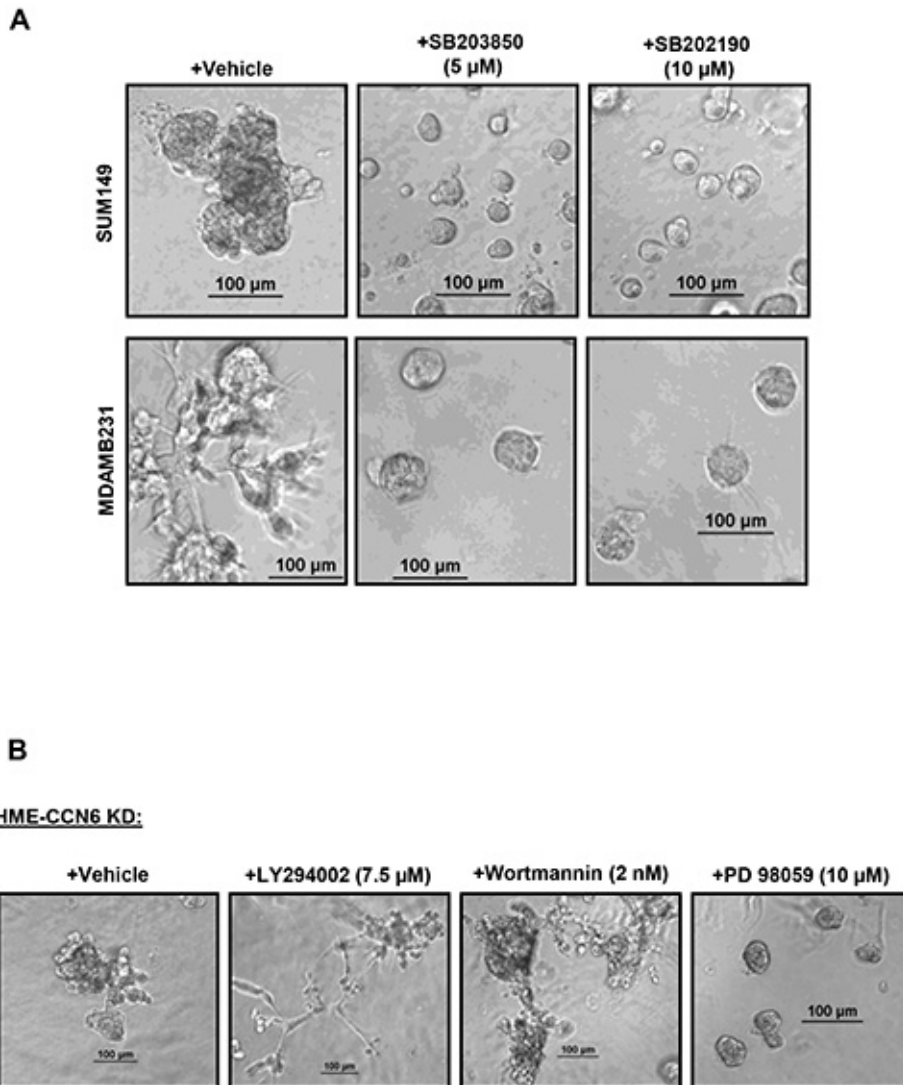 A
+Vehicle
+SB203850
(5 µM)
+SB202190
(10 µM)
SUM149
100 µm
100 µm
100 µm
MDAMB231
100 µm
100 µm
100 µm
B
HME-CCN6 KD:
+Vehicle
+LY294002 (7.5 µM)
+Wortmannin (2 nM)
+PD 98059 (10 µM)
100 µm
100 µm
100 µm
100 µm